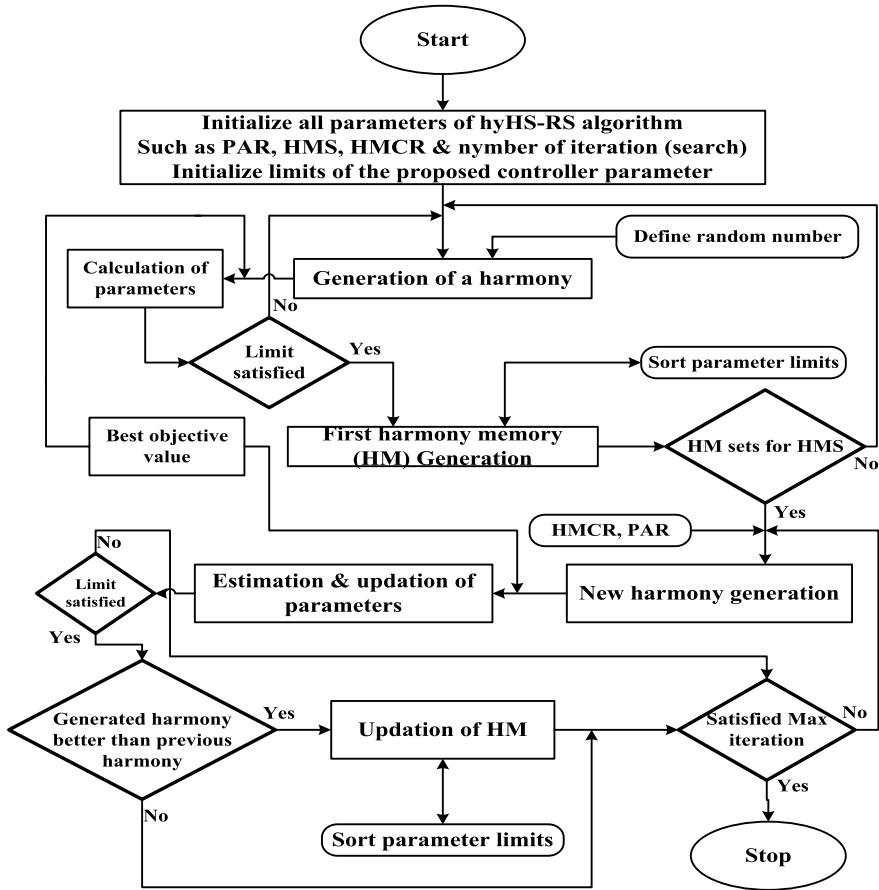 Start
Initialize all parameters of hyHS-RS algorithm
Such as PAR, HMS, HMCR & nymber of iteration (search)
Initialize limits of the proposed controller parameter
Define random number
Calculation of
parameters
Generation of a harmony
No
Limit
satisfied
Yes
Sort parameter limits
Best objective
value
First harmony memory
(HM) Generation
HM sets for HMS
No
Yes
HMCR, PAR
No
Limit
satisfied
Estimation & updation of
parameters
New harmony generation
Yes
Generated harmony
better than previous
harmony
Yes
Updation of HM
Satisfied Max
iteration
No
Yes
No
Sort parameter limits
Stop